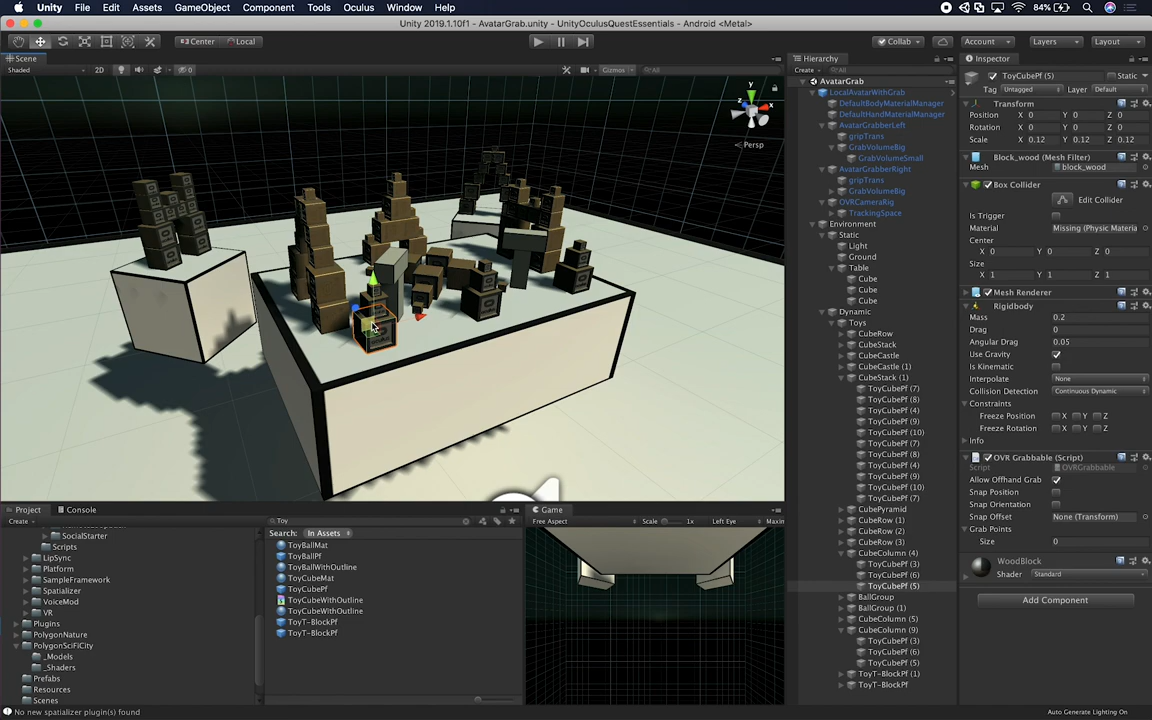 Unity File Edit Assets GameObject Component Tools Oculus Window Help 84%
Unity 2019.1.10f1 - AvatarGrab.unity - UnityOculusQuestEssentials - Android <Metal>
Center Local Collab Account Layers Layout
Scene
Shaded 2D 0 Gizmos All
y
z
x
Persp
Hierarchy
Create All
AvatarGrab
LocalAvatarWithGrab
DefaultBodyMaterialManager
DefaultHandMaterialManager
AvatarGrabberLeft
gripTrans
GrabVolumeBig
GrabVolumeSmall
AvatarGrabberRight
gripTrans
GrabVolumeBig
OVRCameraRig
TrackingSpace
Environment
Static
Light
Ground
Table
Cube
Cube
Cube
Dynamic
Toys
CubeRow
CubeStack
CubeCastle
CubeCastle (1)
CubeStack (1)
ToyCubePf (7)
ToyCubePf (8)
ToyCubePf (4)
ToyCubePf (9)
ToyCubePf (10)
ToyCubePf (7)
ToyCubePf (8)
ToyCubePf (4)
ToyCubePf (9)
ToyCubePf (10)
ToyCubePf (7)
CubePyramid
CubeRow (1)
CubeRow (2)
CubeRow (3)
CubeColumn (4)
ToyCubePf (3)
ToyCubePf (6)
ToyCubePf (5)
BallGroup
BallGroup (1)
CubeColumn (5)
CubeColumn (9)
ToyCubePf (3)
ToyCubePf (6)
ToyCubePf (5)
ToyT-BlockPf (1)
ToyT-BlockPf
Inspector
ToyCubePf (5) Static
Tag Untagged Layer Default
Transform
Position X 0 Y 0 Z 0
Rotation X 0 Y 0 Z 0
Scale X 0.12 Y 0.12 Z 0.12
Block_wood (Mesh Filter)
Mesh block_wood
Box Collider
Edit Collider
Is Trigger
Material Missing (Physic Materia
Center
X 0 Y 0 Z 0
Size
X 1 Y 1 Z 1
Mesh Renderer
Rigidbody
Mass 0.2
Drag 0
Angular Drag 0.05
Use Gravity
Is Kinematic
Interpolate None
Collision Detection Continuous Dynamic
Constraints
Freeze Position X Y Z
Freeze Rotation X Y Z
Info
OVR Grabbable (Script)
Script OVRGrabbable
Allow Offhand Grab
Snap Position
Snap Orientation
Snap Offset None (Transform)
Grab Points
Size 0
WoodBlock
Shader Standard
Add Component
Project Console
Create Toy
SocialStarter
Scripts
LipSync
Platform
SampleFramework
Spatializer
VoiceMod
VR
Plugins
PolygonNature
PolygonSciFiCity
_Models
_Shaders
Prefabs
Resources
Scenes
Search: In Assets
ToyBallMat
ToyBallPf
ToyBallWithOutline
ToyCubeMat
ToyCubePf
ToyCubeWithOutline
ToyCubeWithOutline
ToyT-BlockPf
ToyT-BlockPf
Game
Free Aspect Scale 1x Left Eye Maxin
No new spatializer plugin(s) found
Auto Generate Lighting On